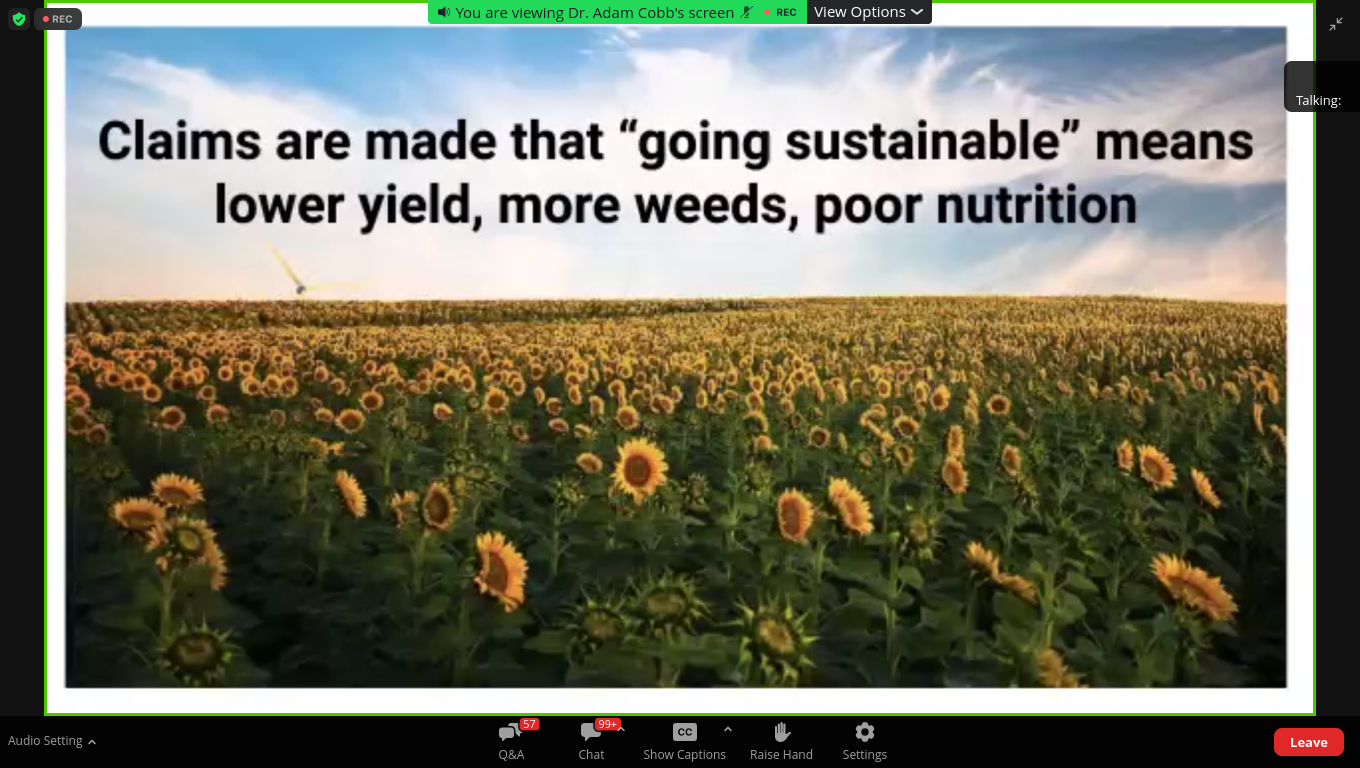 REC
You are viewing Dr. Adam Cobb's screen
REC
View Options
Talking:
Claims are made that “going sustainable” means
lower yield, more weeds, poor nutrition
Audio Setting
57
Q&A
99+
Chat
CC
Show Captions
Raise Hand
Settings
Leave